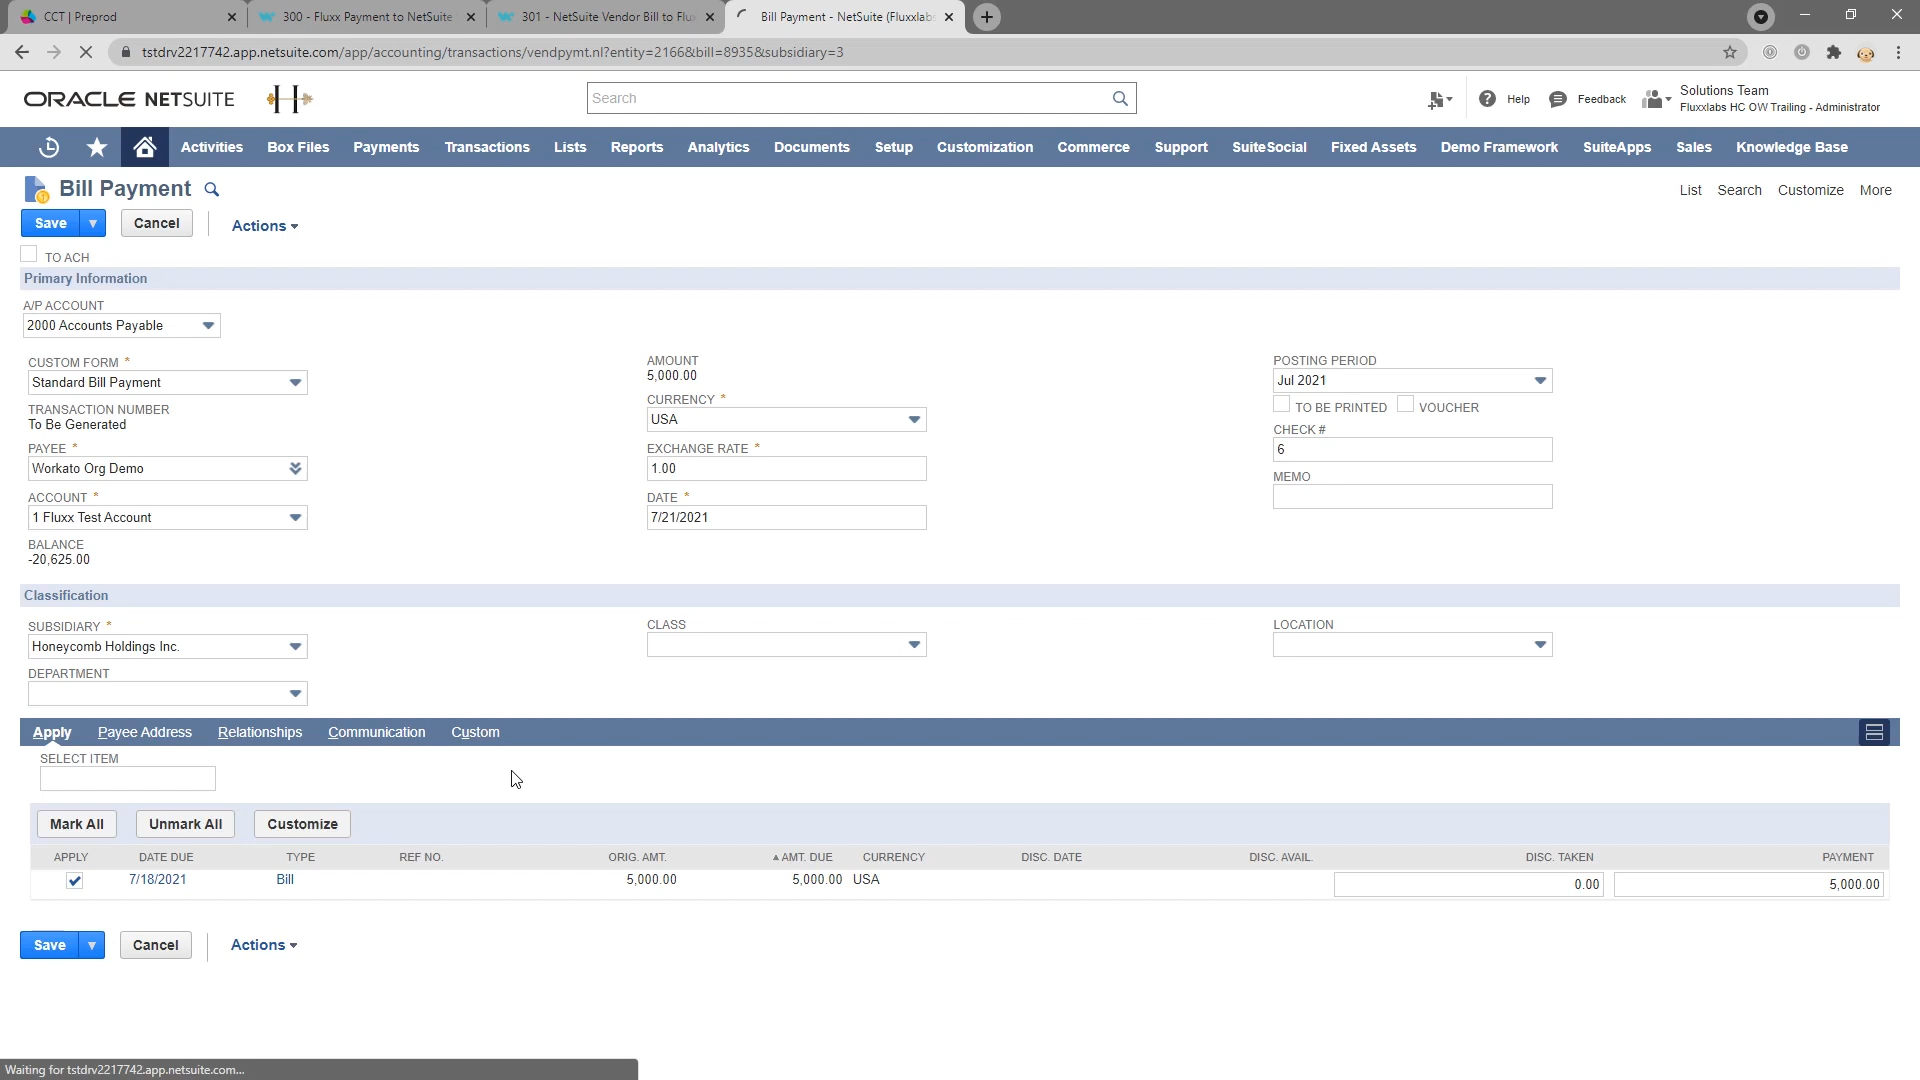 CCT | Preprod
300 - Fluxx Payment to NetSuite
301 - NetSuite Vendor Bill to Flu
Bill Payment - NetSuite (Fluxxlabs
tstdrv2217742.app.netsuite.com/app/accounting/transactions/vendpymt.nl?entity=2166&bill=8935&subsidiary=3
ORACLE NETSUITE
H
Search
Help
Feedback
Solutions Team
Fluxxlabs HC OW Trailing - Administrator
Activities Box Files Payments Transactions Lists Reports Analytics Documents Setup Customization Commerce Support SuiteSocial Fixed Assets Demo Framework SuiteApps Sales Knowledge Base
Bill Payment
List Search Customize More
Save Cancel Actions
TO ACH
Primary Information
A/P ACCOUNT
2000 Accounts Payable
CUSTOM FORM *
Standard Bill Payment
TRANSACTION NUMBER
To Be Generated
PAYEE *
Workato Org Demo
ACCOUNT *
1 Fluxx Test Account
BALANCE
-20,625.00
AMOUNT
5,000.00
CURRENCY *
USA
EXCHANGE RATE *
1.00
DATE *
7/21/2021
POSTING PERIOD
Jul 2021
TO BE PRINTED VOUCHER
CHECK #
6
MEMO
Classification
SUBSIDIARY *
Honeycomb Holdings Inc.
DEPARTMENT
CLASS
LOCATION
Apply Payee Address Relationships Communication Custom
SELECT ITEM
Mark All Unmark All Customize
APPLY DATE DUE TYPE REF NO. ORIG. AMT. AMT. DUE CURRENCY DISC. DATE DISC. AVAIL. DISC. TAKEN PAYMENT
7/18/2021 Bill 5,000.00 5,000.00 USA 0.00 5,000.00
Save Cancel Actions
Waiting for tstdrv2217742.app.netsuite.com...